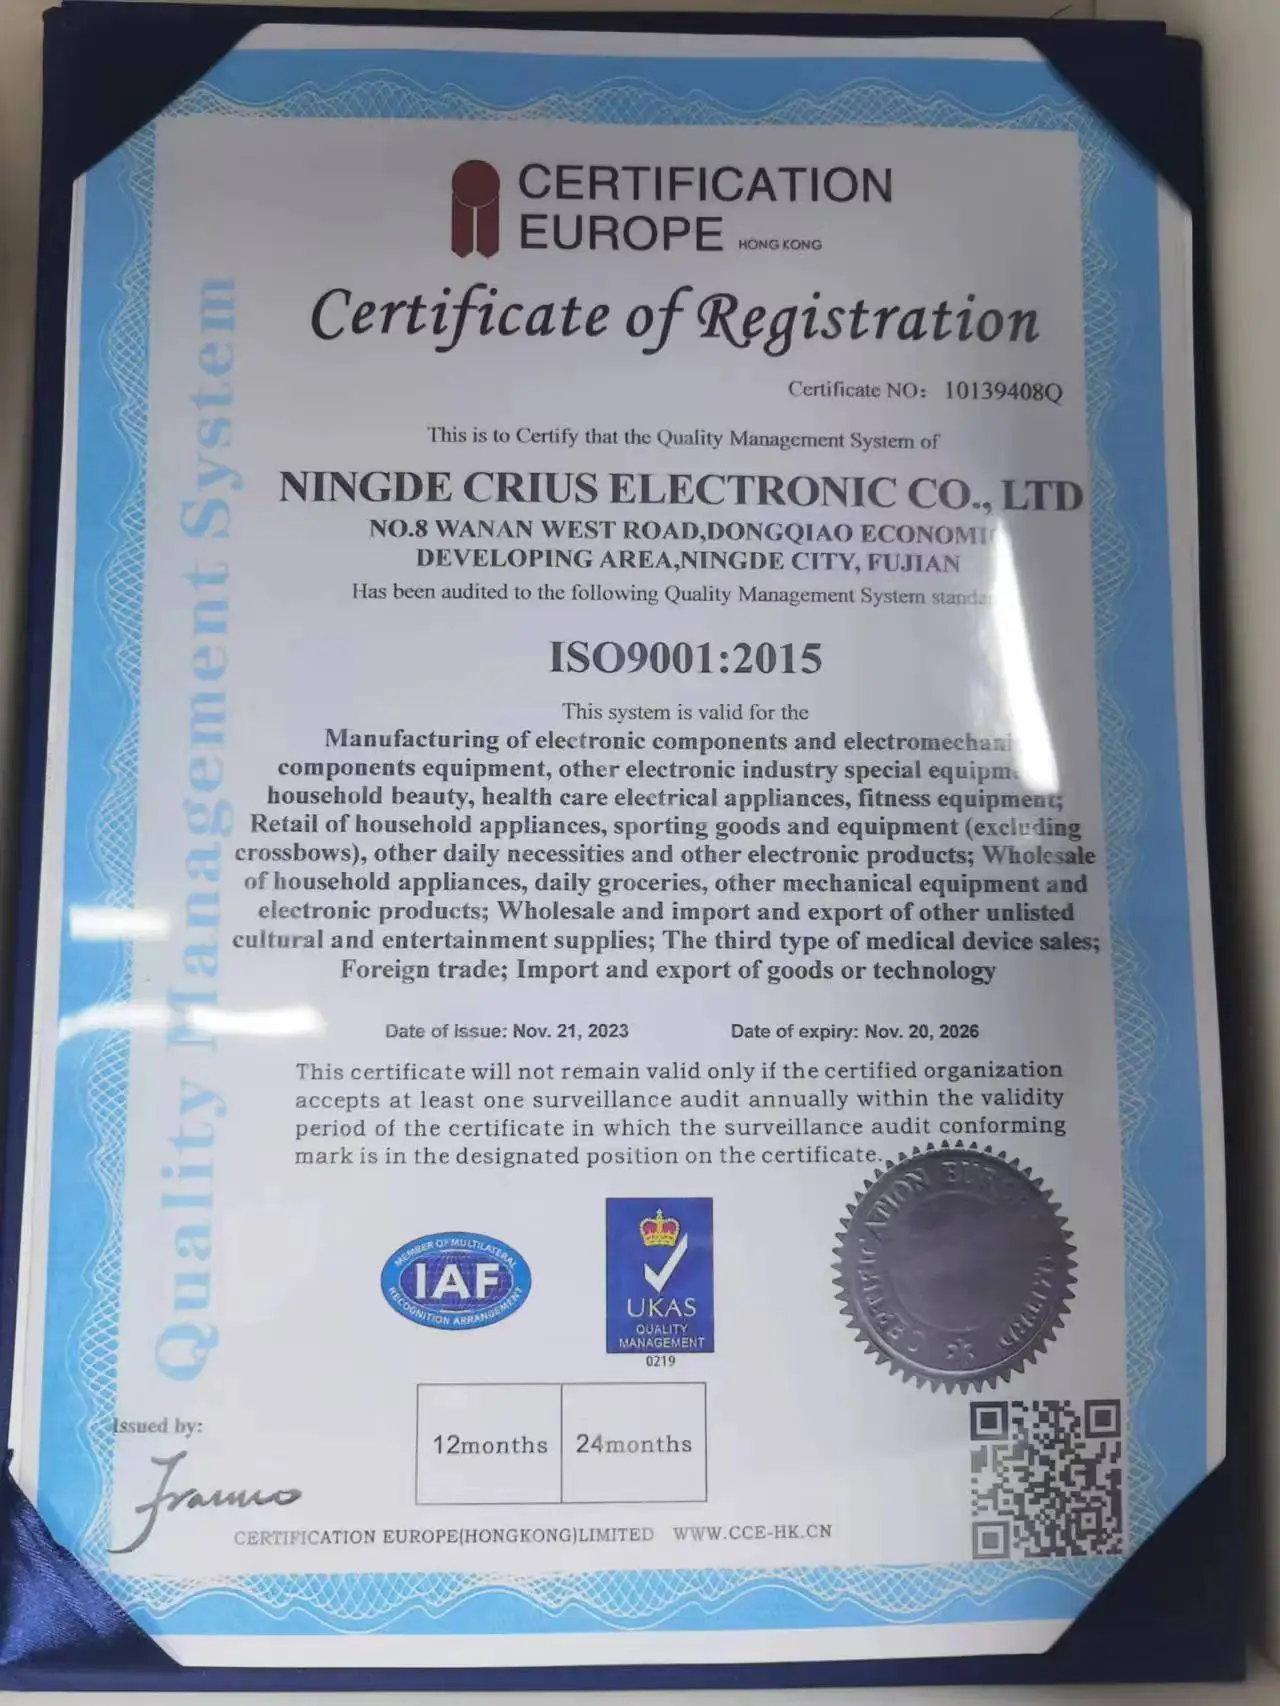 CERTIFICATION
EUROPE HONG KONG
Certificate of Registration
Certificate NO: 10139408Q
This is to Certify that the Quality Management System of
NINGDE CRIUS ELECTRONIC CO., LTD
NO.8 WANAN WEST ROAD,DONGQIAO ECONOMI
DEVELOPING AREA,NINGDE CITY, FUJIAN
Has been audited to the following Quality Management System standa
ISO9001:2015
This system is valid for the
Manufacturing of electronic components and electromechani
components equipment, other electronic industry special equipm
household beauty, health care electrical appliances, fitness equipment;
Retail of household appliances, sporting goods and equipment (excluding
crossbows), other daily necessities and other electronic products; Wholesale
of household appliances, daily groceries, other mechanical equipment and
electronic products; Wholesale and import and export of other unlisted
cultural and entertainment supplies; The third type of medical device sales;
Foreign trade; Import and export of goods or technology
Date of issue: Nov. 21, 2023 Date of expiry: Nov. 20, 2026
This certificate will not remain valid only if the certified organization
accepts at least one surveillance audit annually within the validity
period of the certificate in which the surveillance audit conforming
mark is in the designated position on the certificate.
Quality Management System
MEMBER OF MULTILATERAL
IAF
RECOGNITION ARRANGEMENT
UKAS
QUALITY
MANAGEMENT
0219
CERTIFICATION EUROPE
12months 24months
Issued by:
CERTIFICATION EUROPE(HONGKONG)LIMITED WWW.CCE-HK.CN